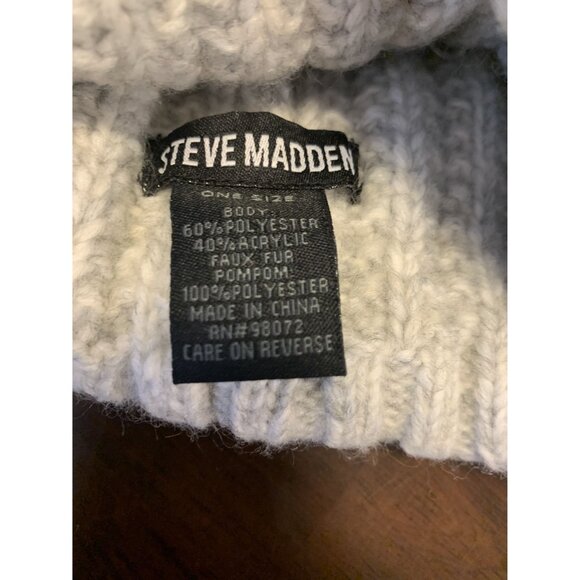 STEVE MADDEN
ONE SIZE
BODY:
60%POLYESTER
40%ACRYLIC
FAUX FUR
POMPOM:
100%POLYESTER
MADE IN CHINA
RN#98072
CARE ON REVERSE